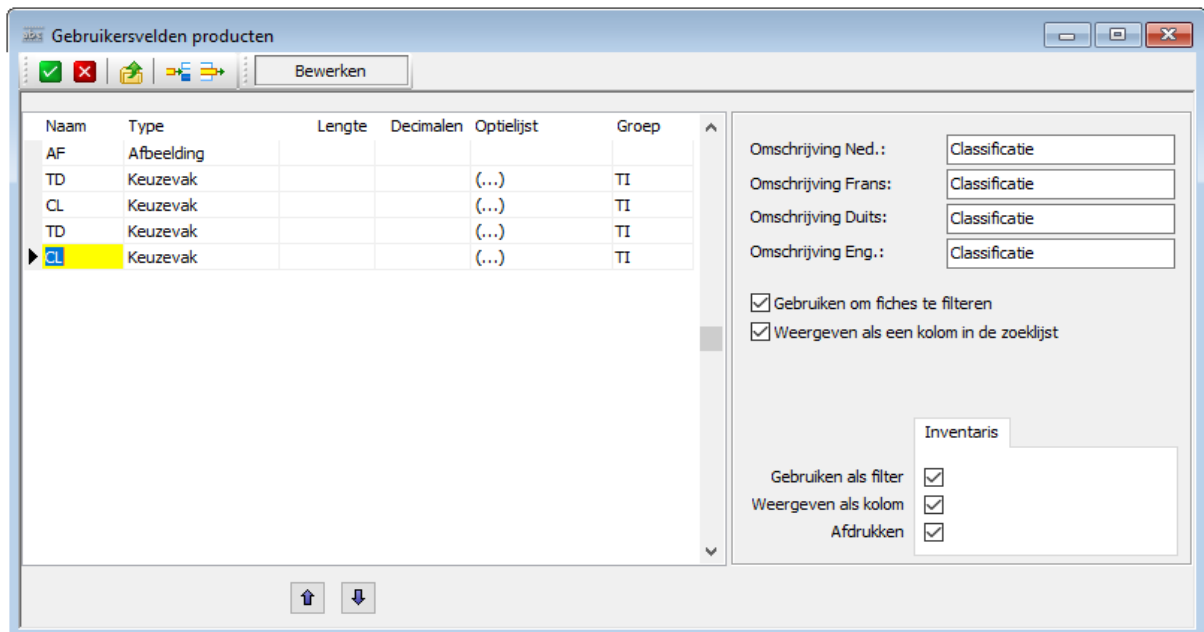 Gebruikersvelden producten
Bewerken
Naam Type Lengte Decimalen Optielijst Groep
AF Afbeelding
TD Keuzevak (...) TI
CL Keuzevak (...) TI
TD Keuzevak (...) TI
CL Keuzevak (...) TI
Omschrijving Ned.: Classificatie
Omschrijving Frans: Classificatie
Omschrijving Duits: Classificatie
Omschrijving Eng.: Classificatie
Gebruiken om fiches te filteren
Weergeven als een kolom in de zoeklijst
Inventaris
Gebruiken als filter
Weergeven als kolom
Afdrukken